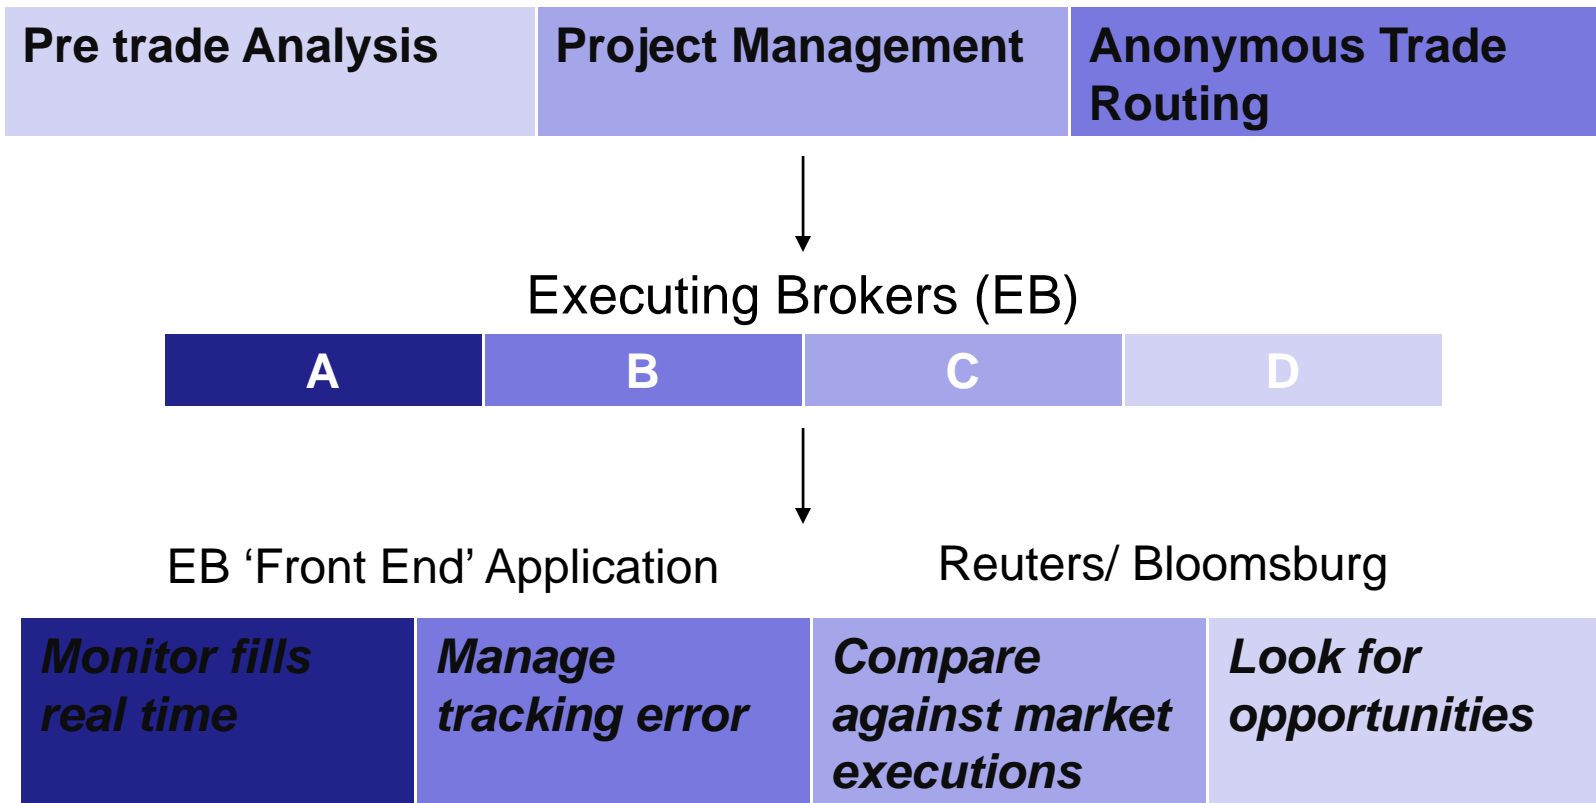 Pre trade Analysis
Project Management
Anonymous Trade
Routing
Executing Brokers (EB)
A
B
C
D
EB ‘Front End’ Application
Reuters/ Bloomsburg
Monitor fills
real time
Manage
tracking error
Compare
against market
executions
Look for
opportunities